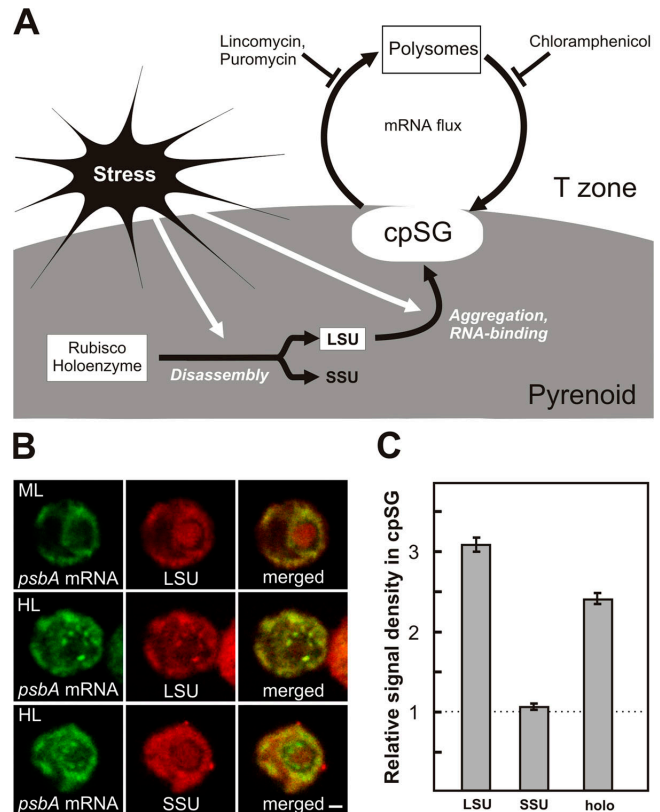 A
Lincomycin,
Puromycin
Polysomes
Chloramphenicol
mRNA flux
Stress
T zone
cpSG
Aggregation,
RNA-binding
Rubisco
Holoenzyme
LSU
Disassembly
SSU
Pyrenoid
B
ML
psbA mRNA
LSU
merged
HL
psbA mRNA
LSU
merged
HL
psbA mRNA
SSU
merged
C
Relative signal density in cpSG
3
2
1
LSU
SSU
holo